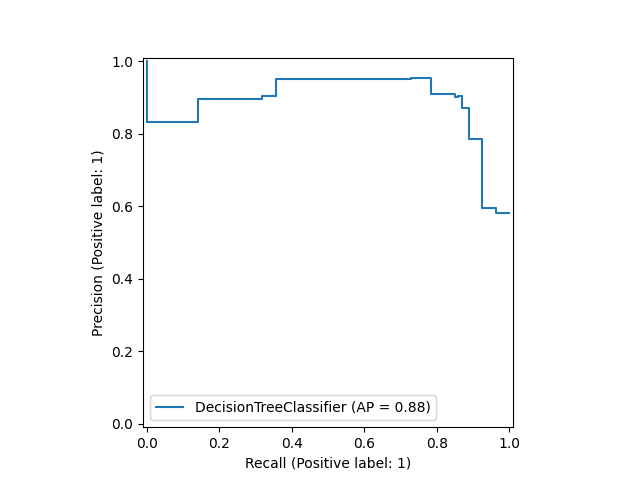 1.0
0.8
0.6
0.4
0.2
0.0
Precision (Positive label: 1)
DecisionTreeClassifier (AP = 0.88)
0.0 0.2 0.4 0.6 0.8 1.0
Recall (Positive label: 1)